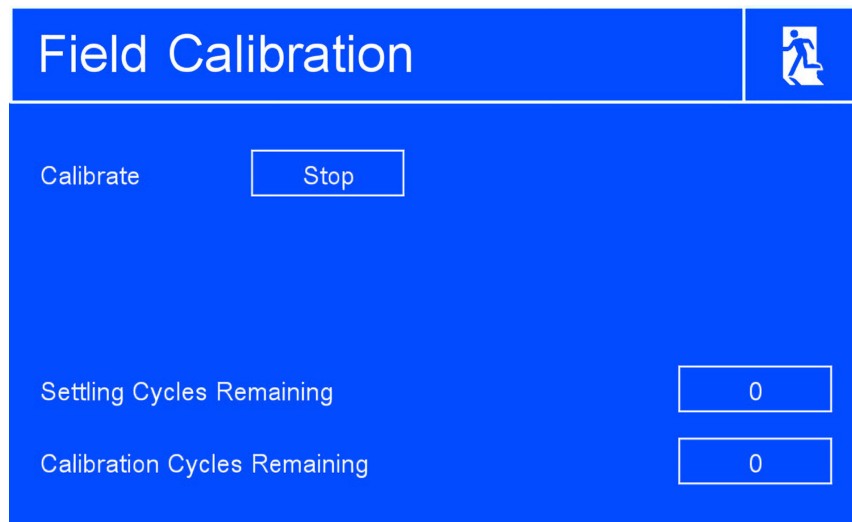 Field Calibration
Calibrate Stop
Settling Cycles Remaining 0
Calibration Cycles Remaining 0